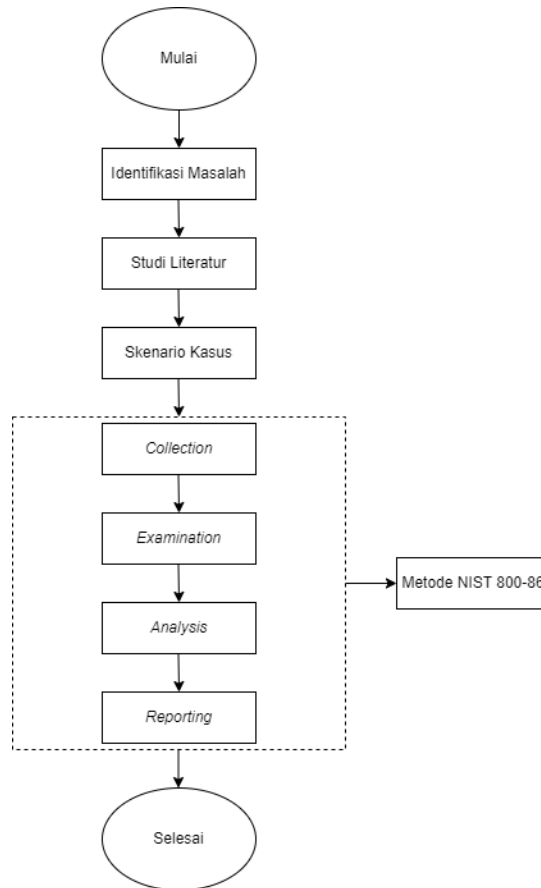 Mulai
Identifikasi Masalah
Studi Literatur
Skenario Kasus
Collection
Examination
Metode NIST 800-86
Analysis
Reporting
Selesai